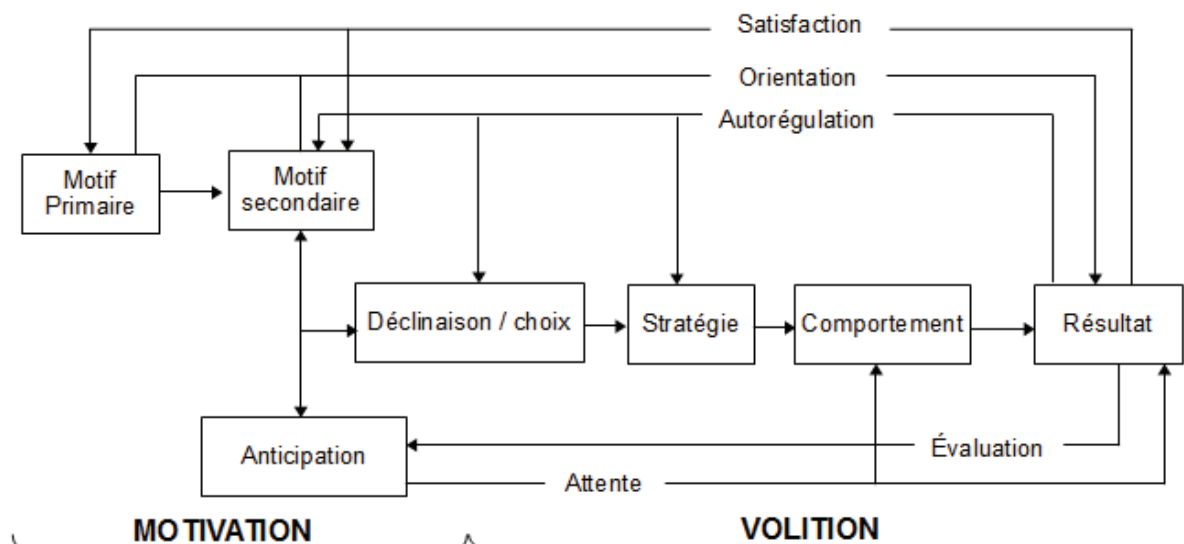 Satisfaction
Orientation
Autorégulation
Motif
Primaire
Motif
secondaire
Déclinaison / choix
Stratégie
Comportement
Résultat
Anticipation
Évaluation
Attente
MOTIVATION
VOLITION